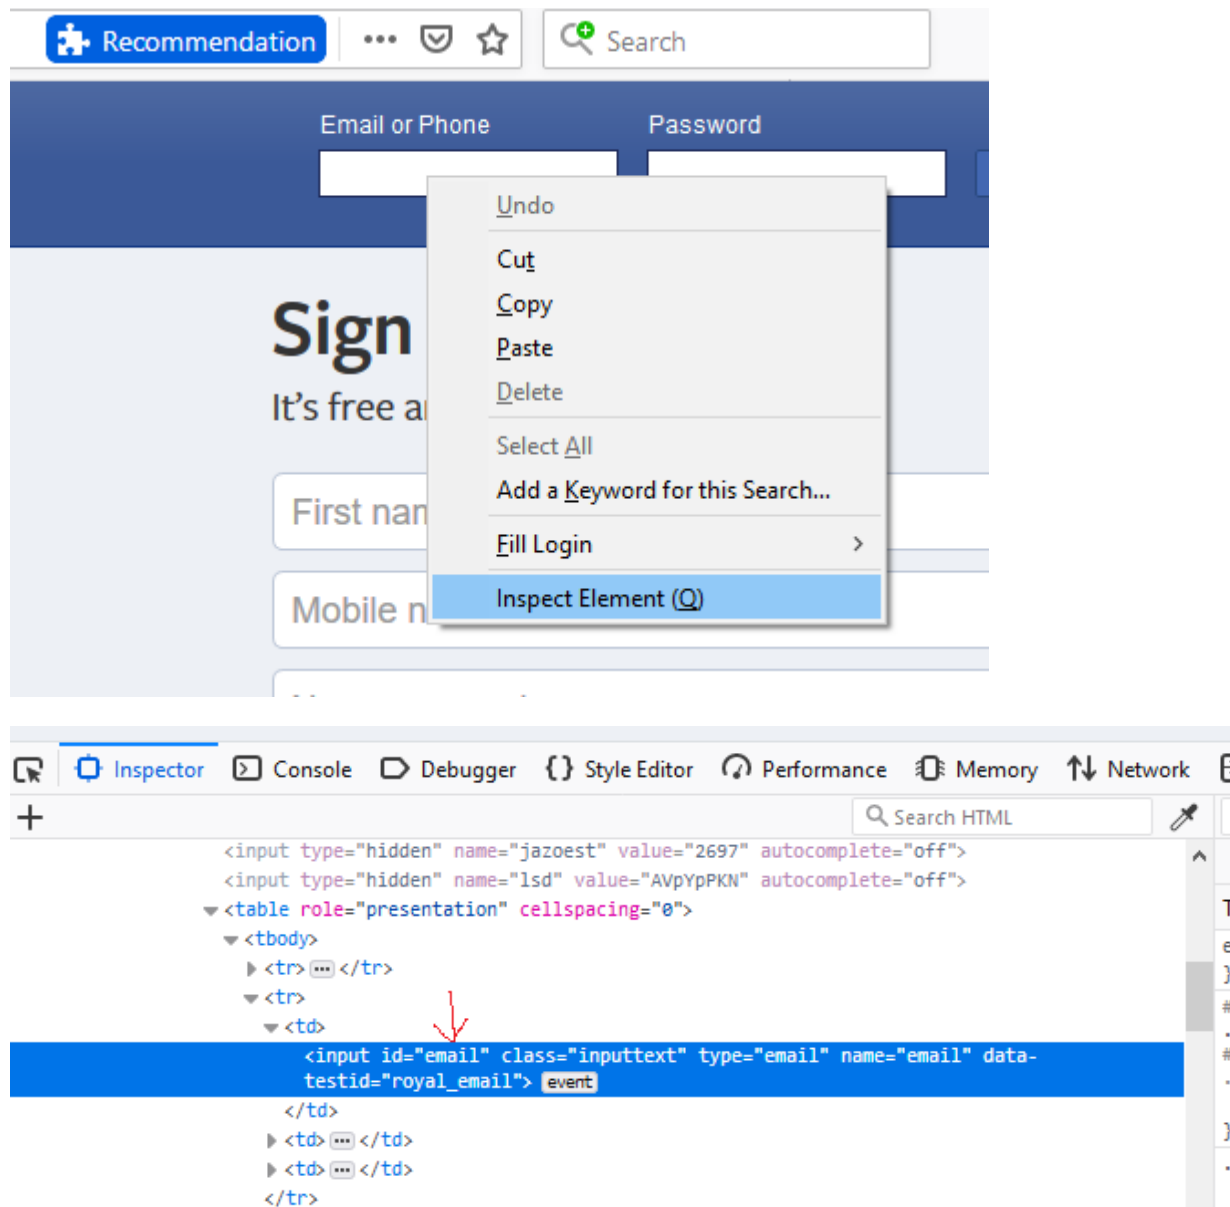 Recommendation ••• Search
Email or Phone Password
Undo
Cut
Copy
Paste
Delete
Select All
Add a Keyword for this Search...
Fill Login
Inspect Element (Q)
Sign
It's free a
First nan
Mobile n
Inspector Console Debugger {} Style Editor Performance Memory Network
+ Search HTML
<input type="hidden" name="jazoest" value="2697" autocomplete="off">
<input type="hidden" name="lsd" value="AVpYpPKN" autocomplete="off">
<table role="presentation" cellspacing="0">
<tbody>
<tr>•••</tr>
<tr>
<td>
<input id="email" class="inputtext" type="email" name="email" data-
testid="royal_email"> event
</td>
<td>•••</td>
<td>•••</td>
</tr>